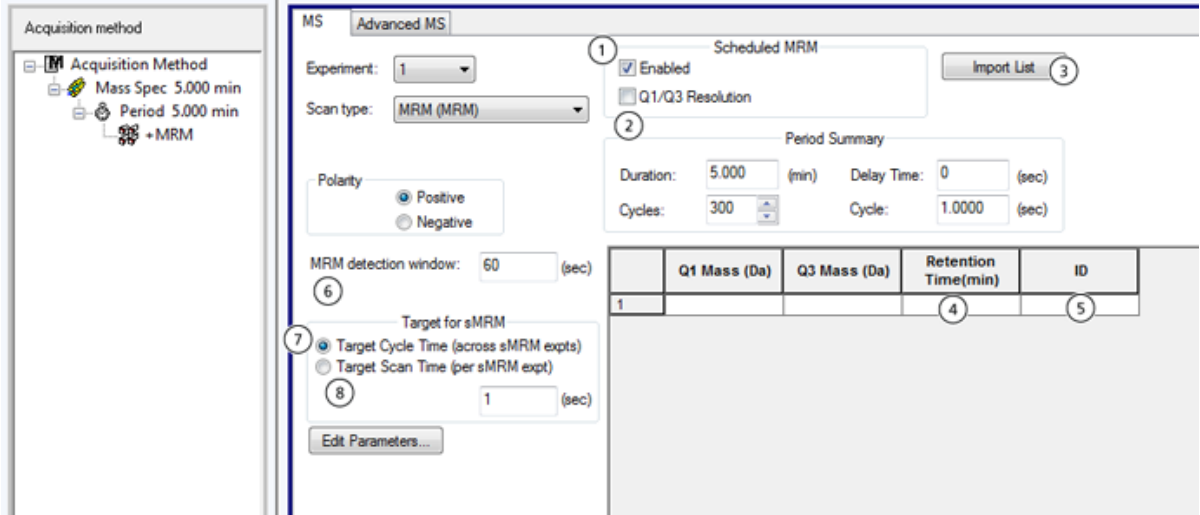 Acquisition method
Acquisition Method
Mass Spec 5.000 min
Period 5.000 min
+MRM
MS
Advanced MS
Experiment:
1
Scan type:
MRM (MRM)
1
Scheduled MRM
Enabled
Q1/Q3 Resolution
2
Import List
3
Period Summary
Duration:
5.000
(min)
Delay Time:
0
(sec)
Cycles:
300
Cycle:
1.0000
(sec)
Polarity
Positive
Negative
MRM detection window:
60
(sec)
6
Target for sMRM
7
Target Cycle Time (across sMRM expts)
Target Scan Time (per sMRM expt)
8
1
(sec)
Edit Parameters...
Q1 Mass (Da)
Q3 Mass (Da)
Retention
Time(min)
ID
1
4
5